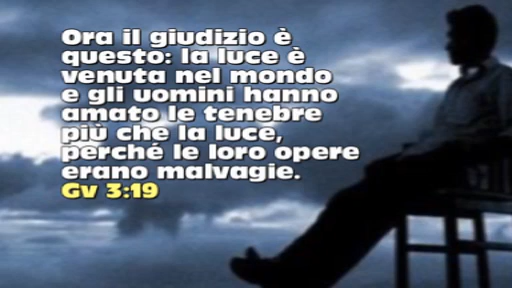 Ora il giudizio è
questo: la luce è
venuta nel mondo
e gli uomini hanno
amato le tenebre
più che la luce,
perché le loro opere
erano malvagie.
Gv 3:19